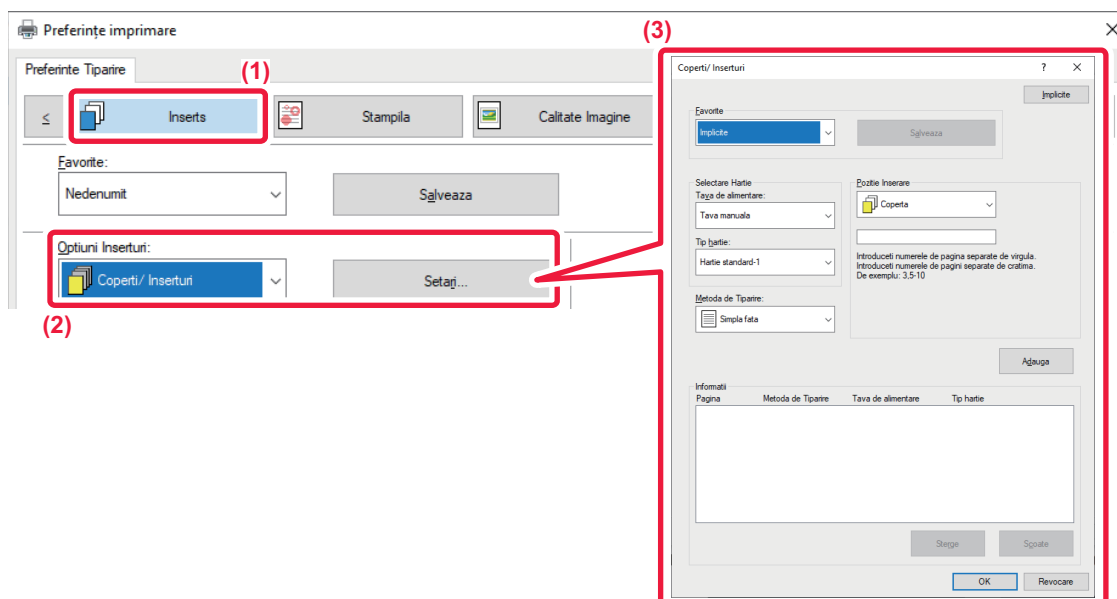 Preferințe imprimare
(3)
Preferinte Tiparire
(1)
<
Inserts
Stampila
Calitate Imagine
Favorite:
Nedenumit
Salveaza
Optiuni Inserturi:
Coperti/ Inserturi
Setari...
(2)
Coperti/ Inserturi
?
Implicite
Favorite
Implicite
Salveaza
Selectare Hartie
Tava de alimentare:
Tava manuala
Tip hartie:
Hartie standard-1
Metoda de Tiparire:
Simpla fata
Pozitie Inserare
Coperta
Introduceti numerele de pagina separate de virgula.
Introduceti numerele de pagini separate de cratima.
De exemplu: 3,5-10
Adauga
Informatii
Pagina Metoda de Tiparire Tava de alimentare Tip hartie
Sterge Scoate
OK Revocare